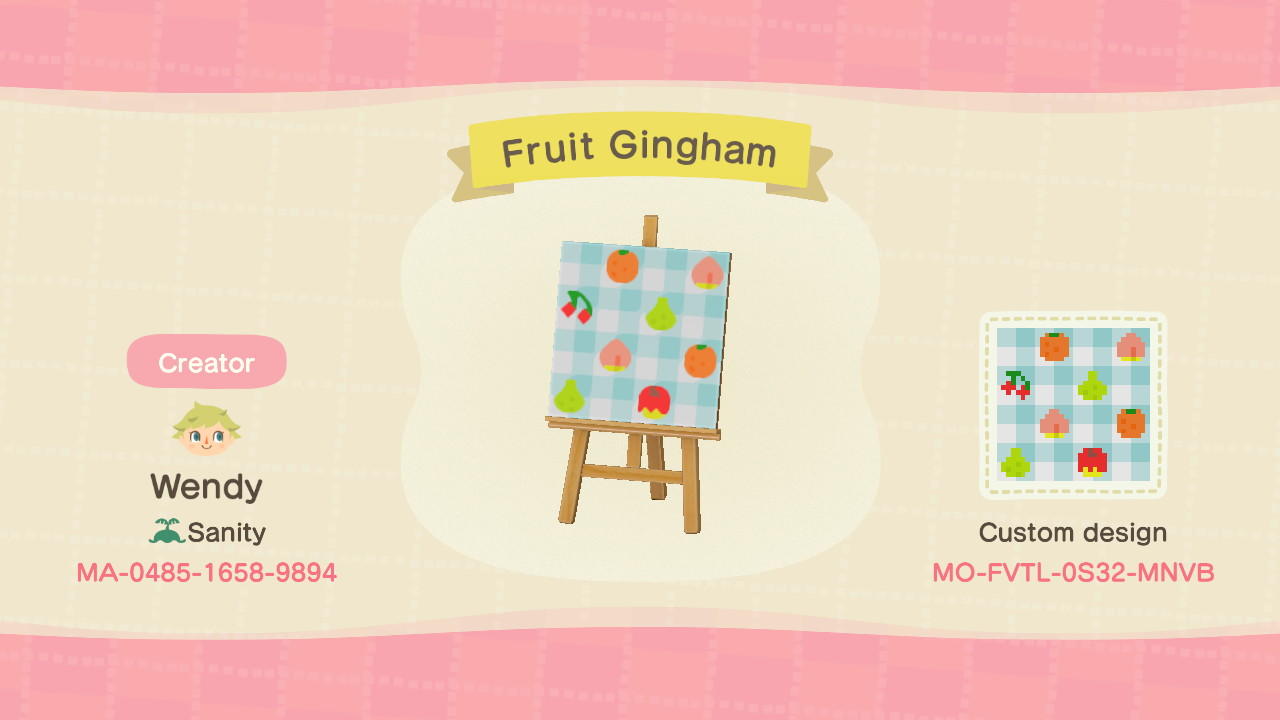 Fruit Gingham
Creator
Wendy
Sanity
MA-0485-1658-9894
Custom design
MO-FVTL-0S32-MNVB